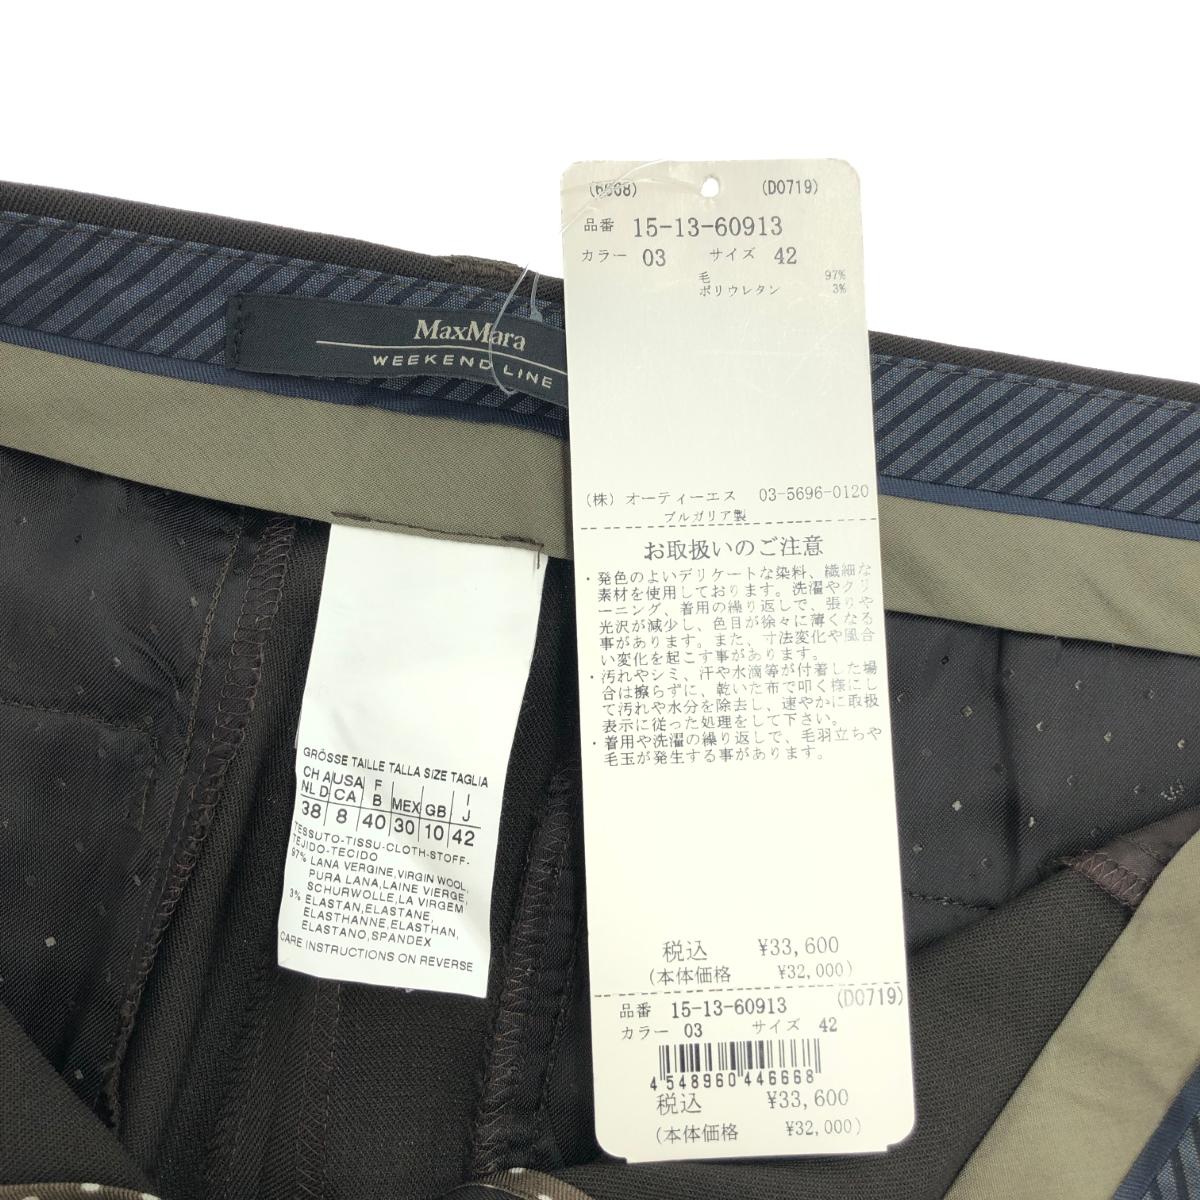 MaxMara
WEEKEND LINE
(6668) (D0719)
品番 15-13-60913
カラー 03 サイズ 42
毛 97%
ポリウレタン 3%
(株) オーティーエス 03-5696-0120
ブルガリア製
お取扱いのご注意
・発色のよいデリケートな染料、繊細な
素材を使用しております。洗濯やクリ
ーニング、着用の繰り返しで、張りや
光沢が減少し、色目が徐々に薄くなる
事があります。また、寸法変化や風合
い変化を起こす事があります。
・汚れやシミ、汗や水滴等が付着した場
合は擦らずに、乾いた布で叩く様にし
て汚れや水分を除去し、速やかに取扱
表示に従った処理をして下さい。
・着用や洗濯の繰り返しで、毛羽立ちや
毛玉が発生する事があります。
税込 ¥33,600
(本体価格 ¥32,000)
品番 15-13-60913 (D0719)
カラー 03 サイズ 42
4 548960 446668
税込 ¥33,600
(本体価格 ¥32,000)
GRÖSSE TAILLE TALLA SIZE TAGLIA
CH A USA F I
NL D CA B MEX GB J
38 8 40 30 10 42
TESSUTO-TISSU-CLOTH-STOFF-
TEJIDO-TECIDO
97% LANA VERGINE,VIRGIN WOOL,
PURA LANA,LAINE VIERGE,
SCHURWOLLE,LA VIRGEM
3% ELASTAN,ELASTANE,
ELASTHANNE,ELASTHAN,
ELASTANO,SPANDEX
CARE INSTRUCTIONS ON REVERSE